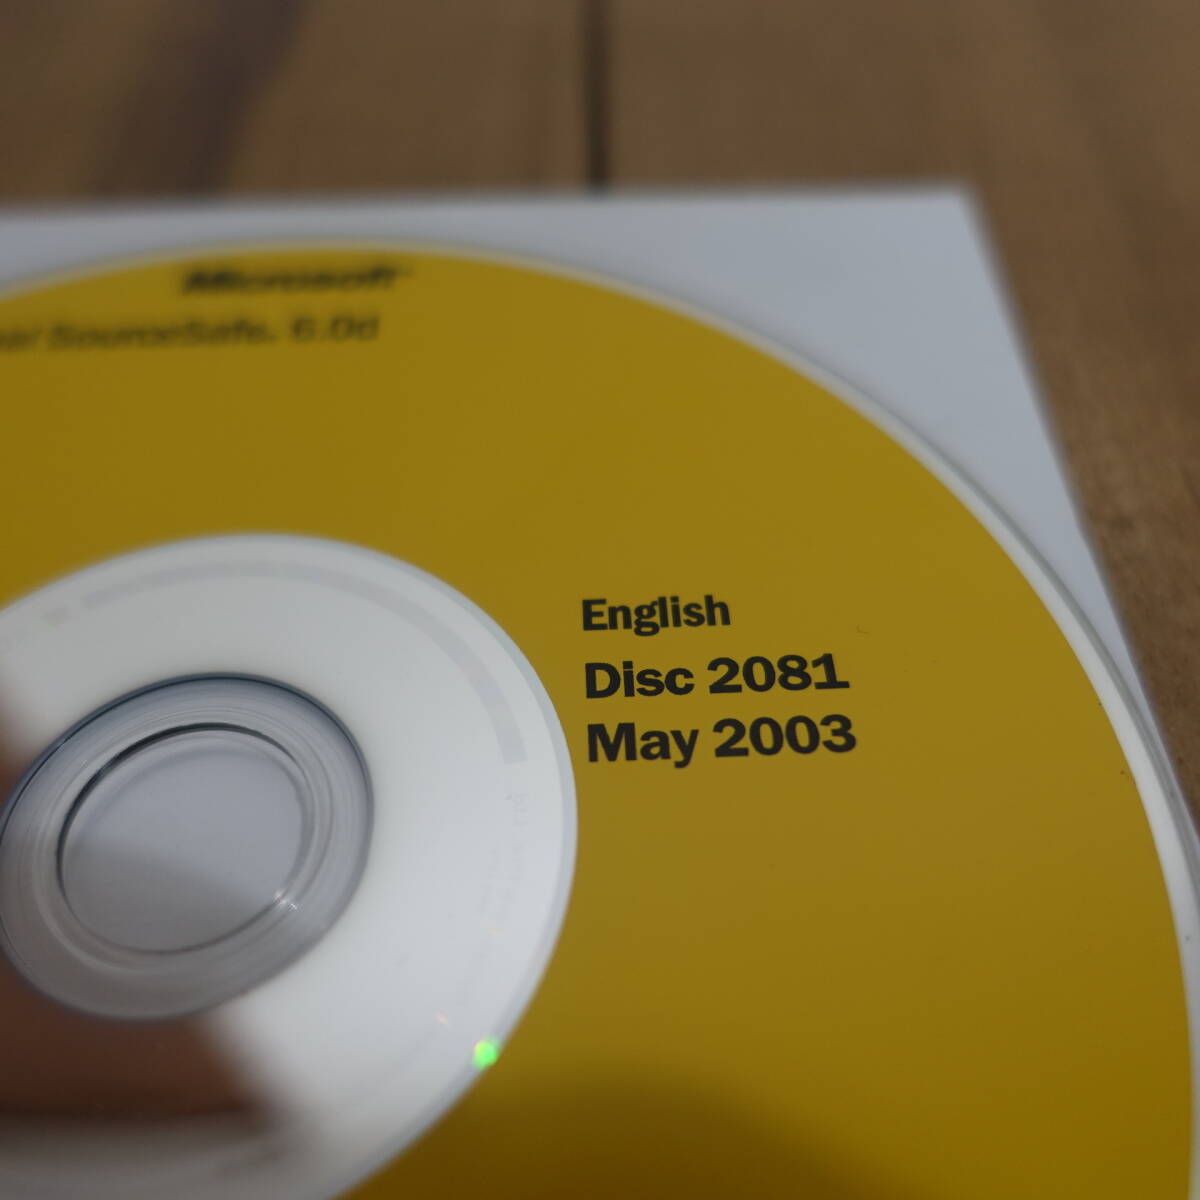 Microsoft
SourceSafe. 6.0d
English
Disc 2081
May 2003